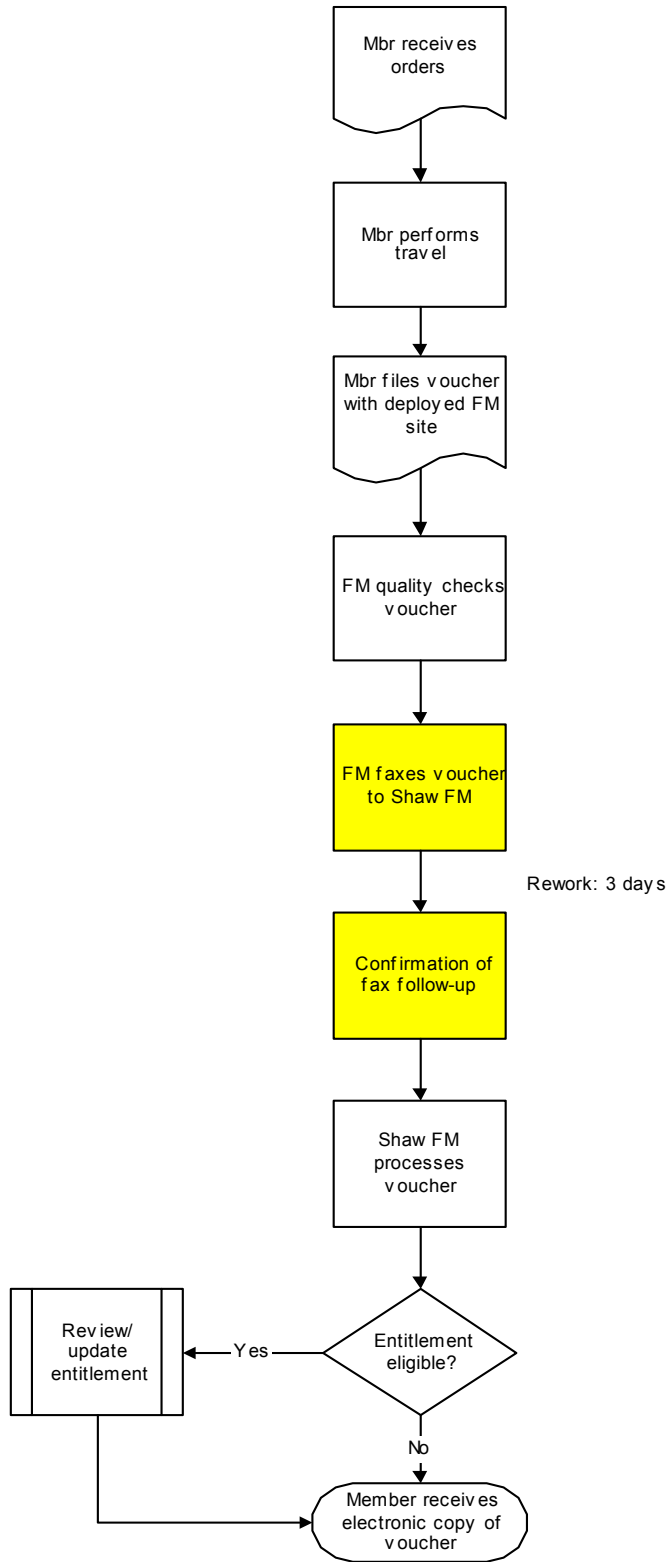 Mbr receives
orders
Mbr performs
travel
Mbr files voucher
with deployed FM
site
FM quality checks
voucher
FM faxes voucher
to Shaw FM
Rework: 3 days
Confirmation of
fax follow-up
Shaw FM
processes
voucher
Entitlement
eligible?
Yes
Review/
update
entitlement
No
Member receives
electronic copy of
voucher